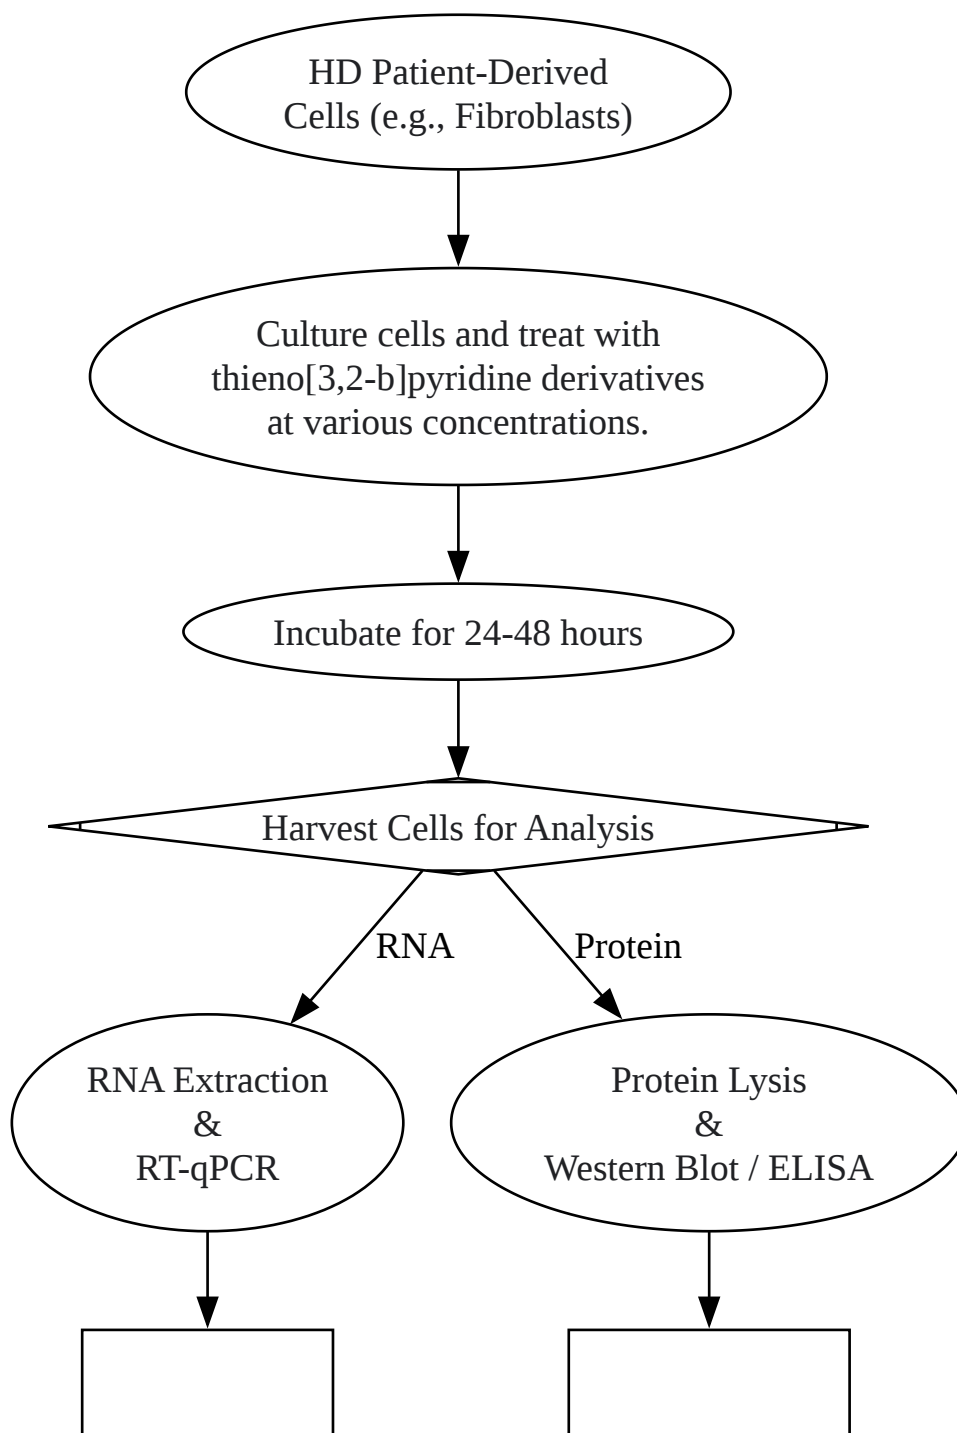 HD Patient-Derived
Cells (e.g., Fibroblasts)
Culture cells and treat with
thieno[3,2-b]pyridine derivatives
at various concentrations.
Incubate for 24-48 hours
Harvest Cells for Analysis
RNA
Protein
RNA Extraction
&
RT-qPCR
Protein Lysis
&
Western Blot / ELISA